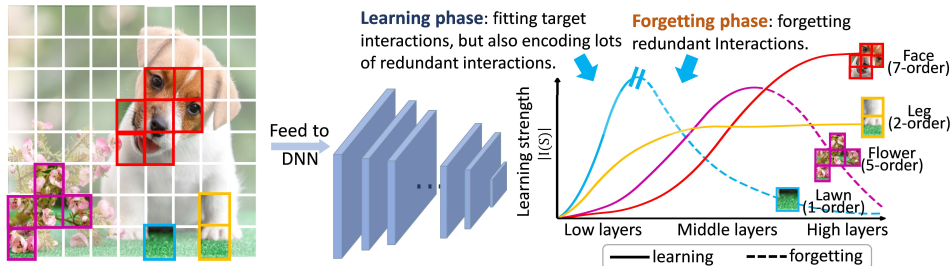 Learning phase: fitting target
interactions, but also encoding lots
of redundant interactions.
Forgetting phase: forgetting
redundant Interactions.
Feed to
DNN
Learning strength
|I(S)|
Face
(7-order)
Leg
(2-order)
Flower
(5-order)
Lawn
(1-order)
Low layers
Middle layers
High layers
learning
forgetting